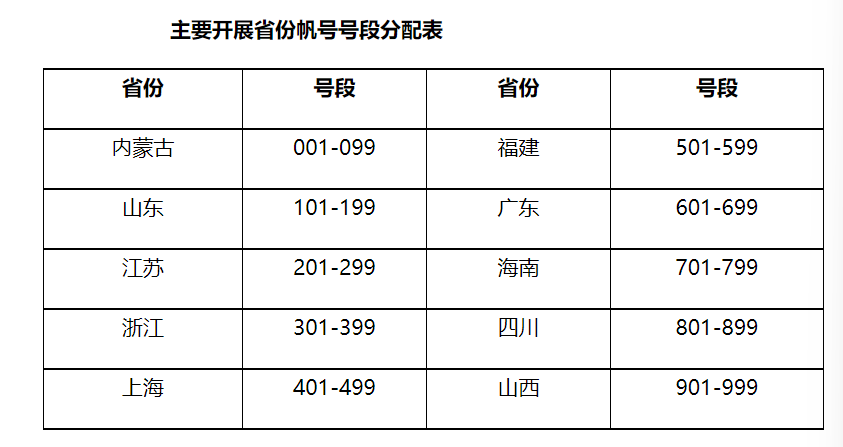 主要开展省份帆号号段分配表
省份 号段 省份 号段
内蒙古 001-099 福建 501-599
山东 101-199 广东 601-699
江苏 201-299 海南 701-799
浙江 301-399 四川 801-899
上海 401-499 山西 901-999